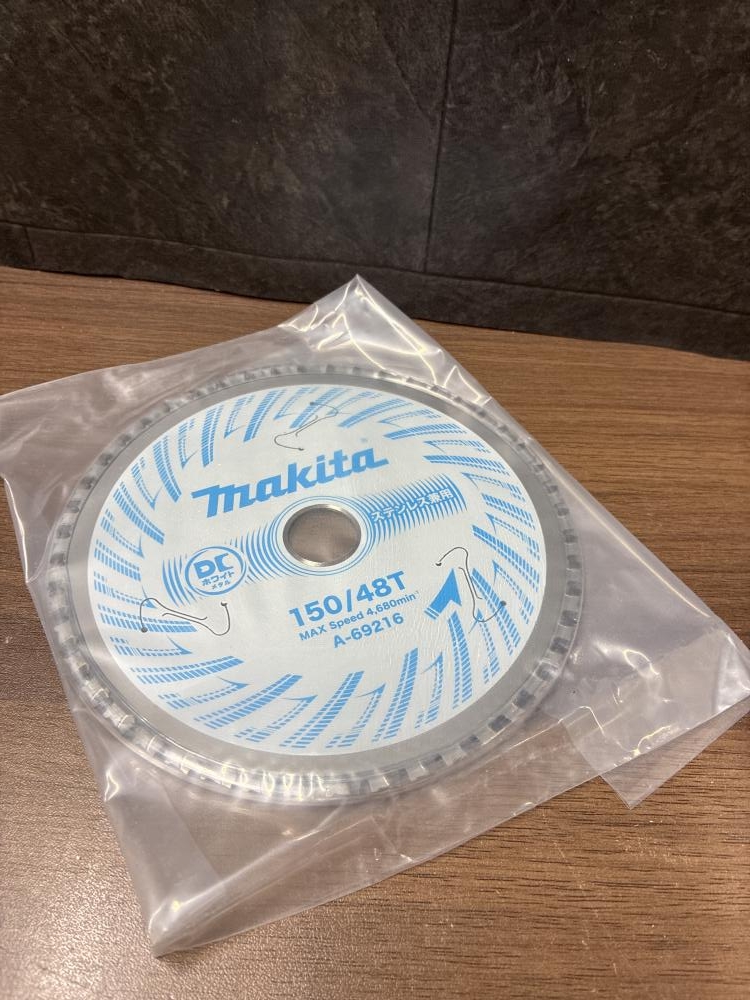 makita
ステンレス専用
DC
ホワイト
メタル
150/48T
MAX Speed 4,680min⁻¹
A-69216